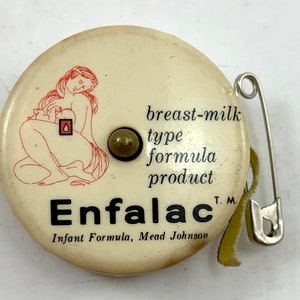 breast-milk
type
formula
product
Enfalac T.M.
Infant Formula, Mead Johnson